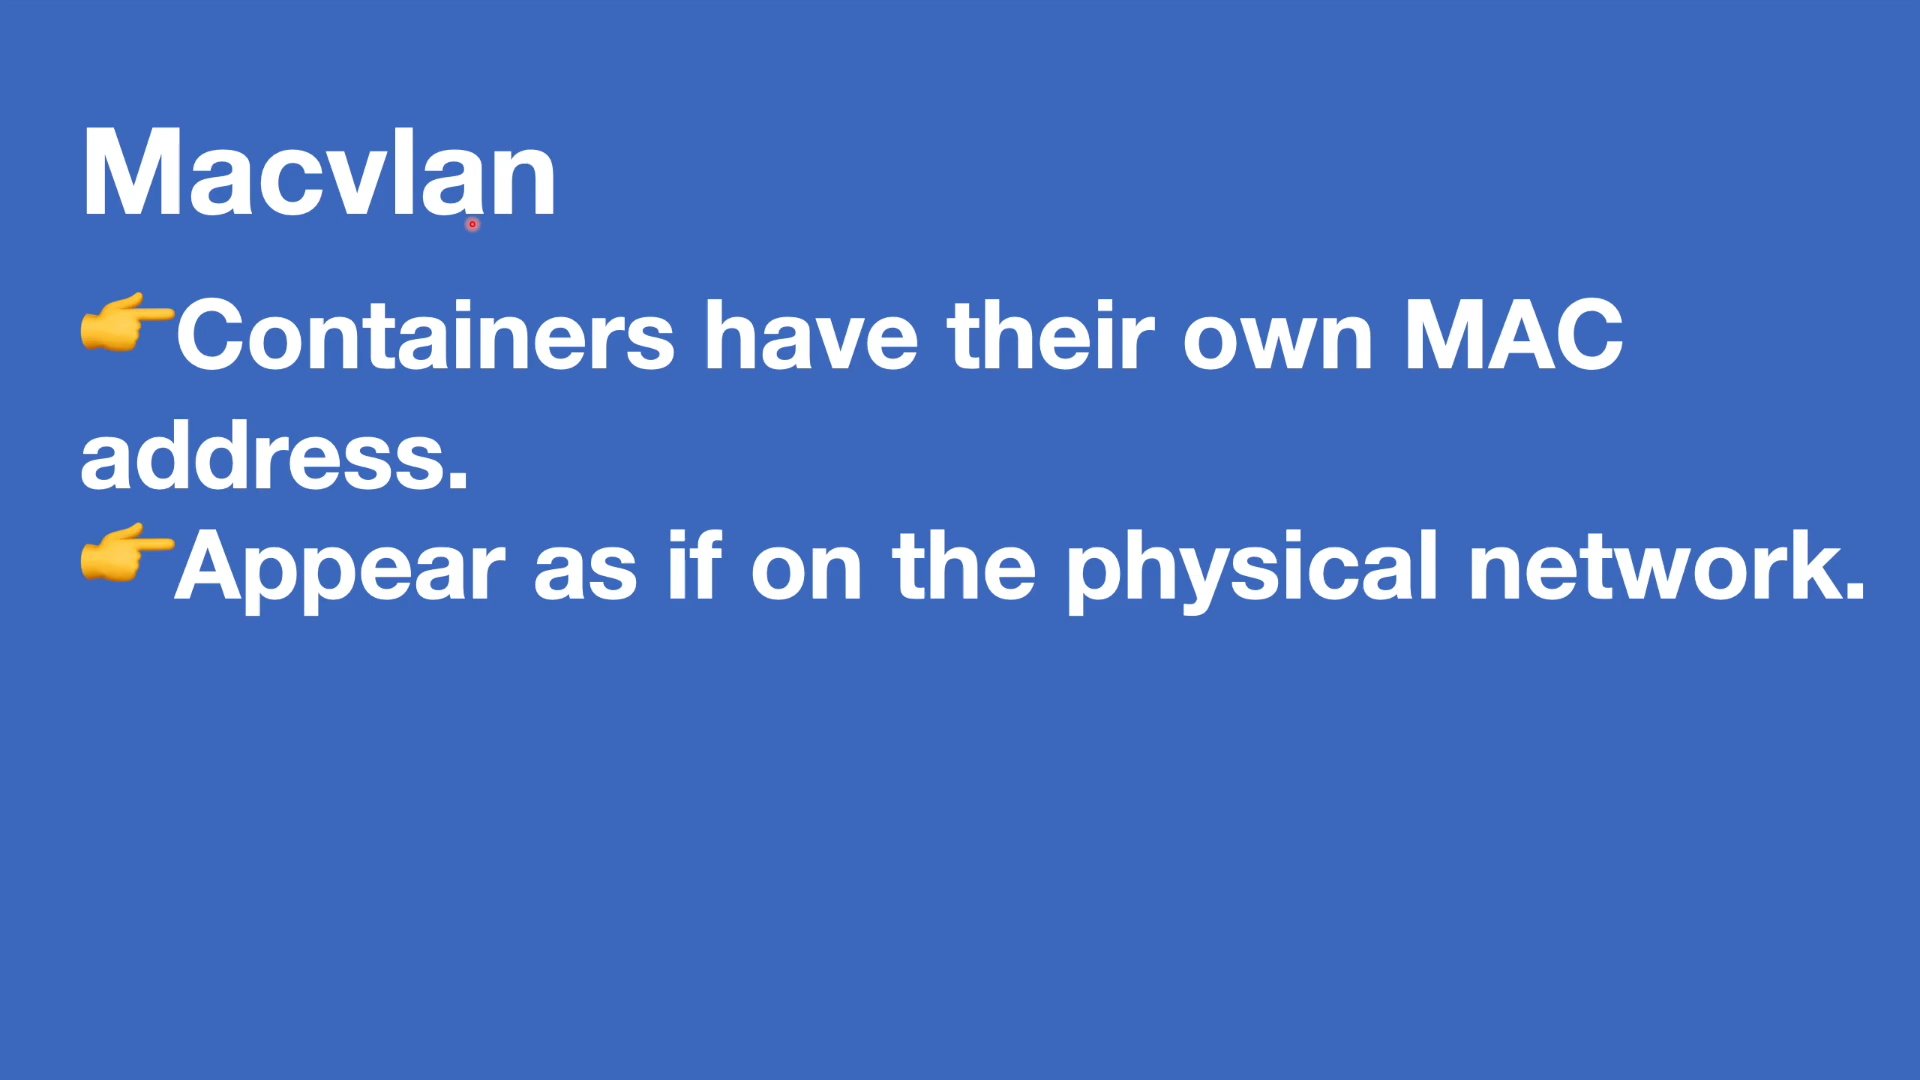 Macvlan
👉Containers have their own MAC
address.
👉Appear as if on the physical network.